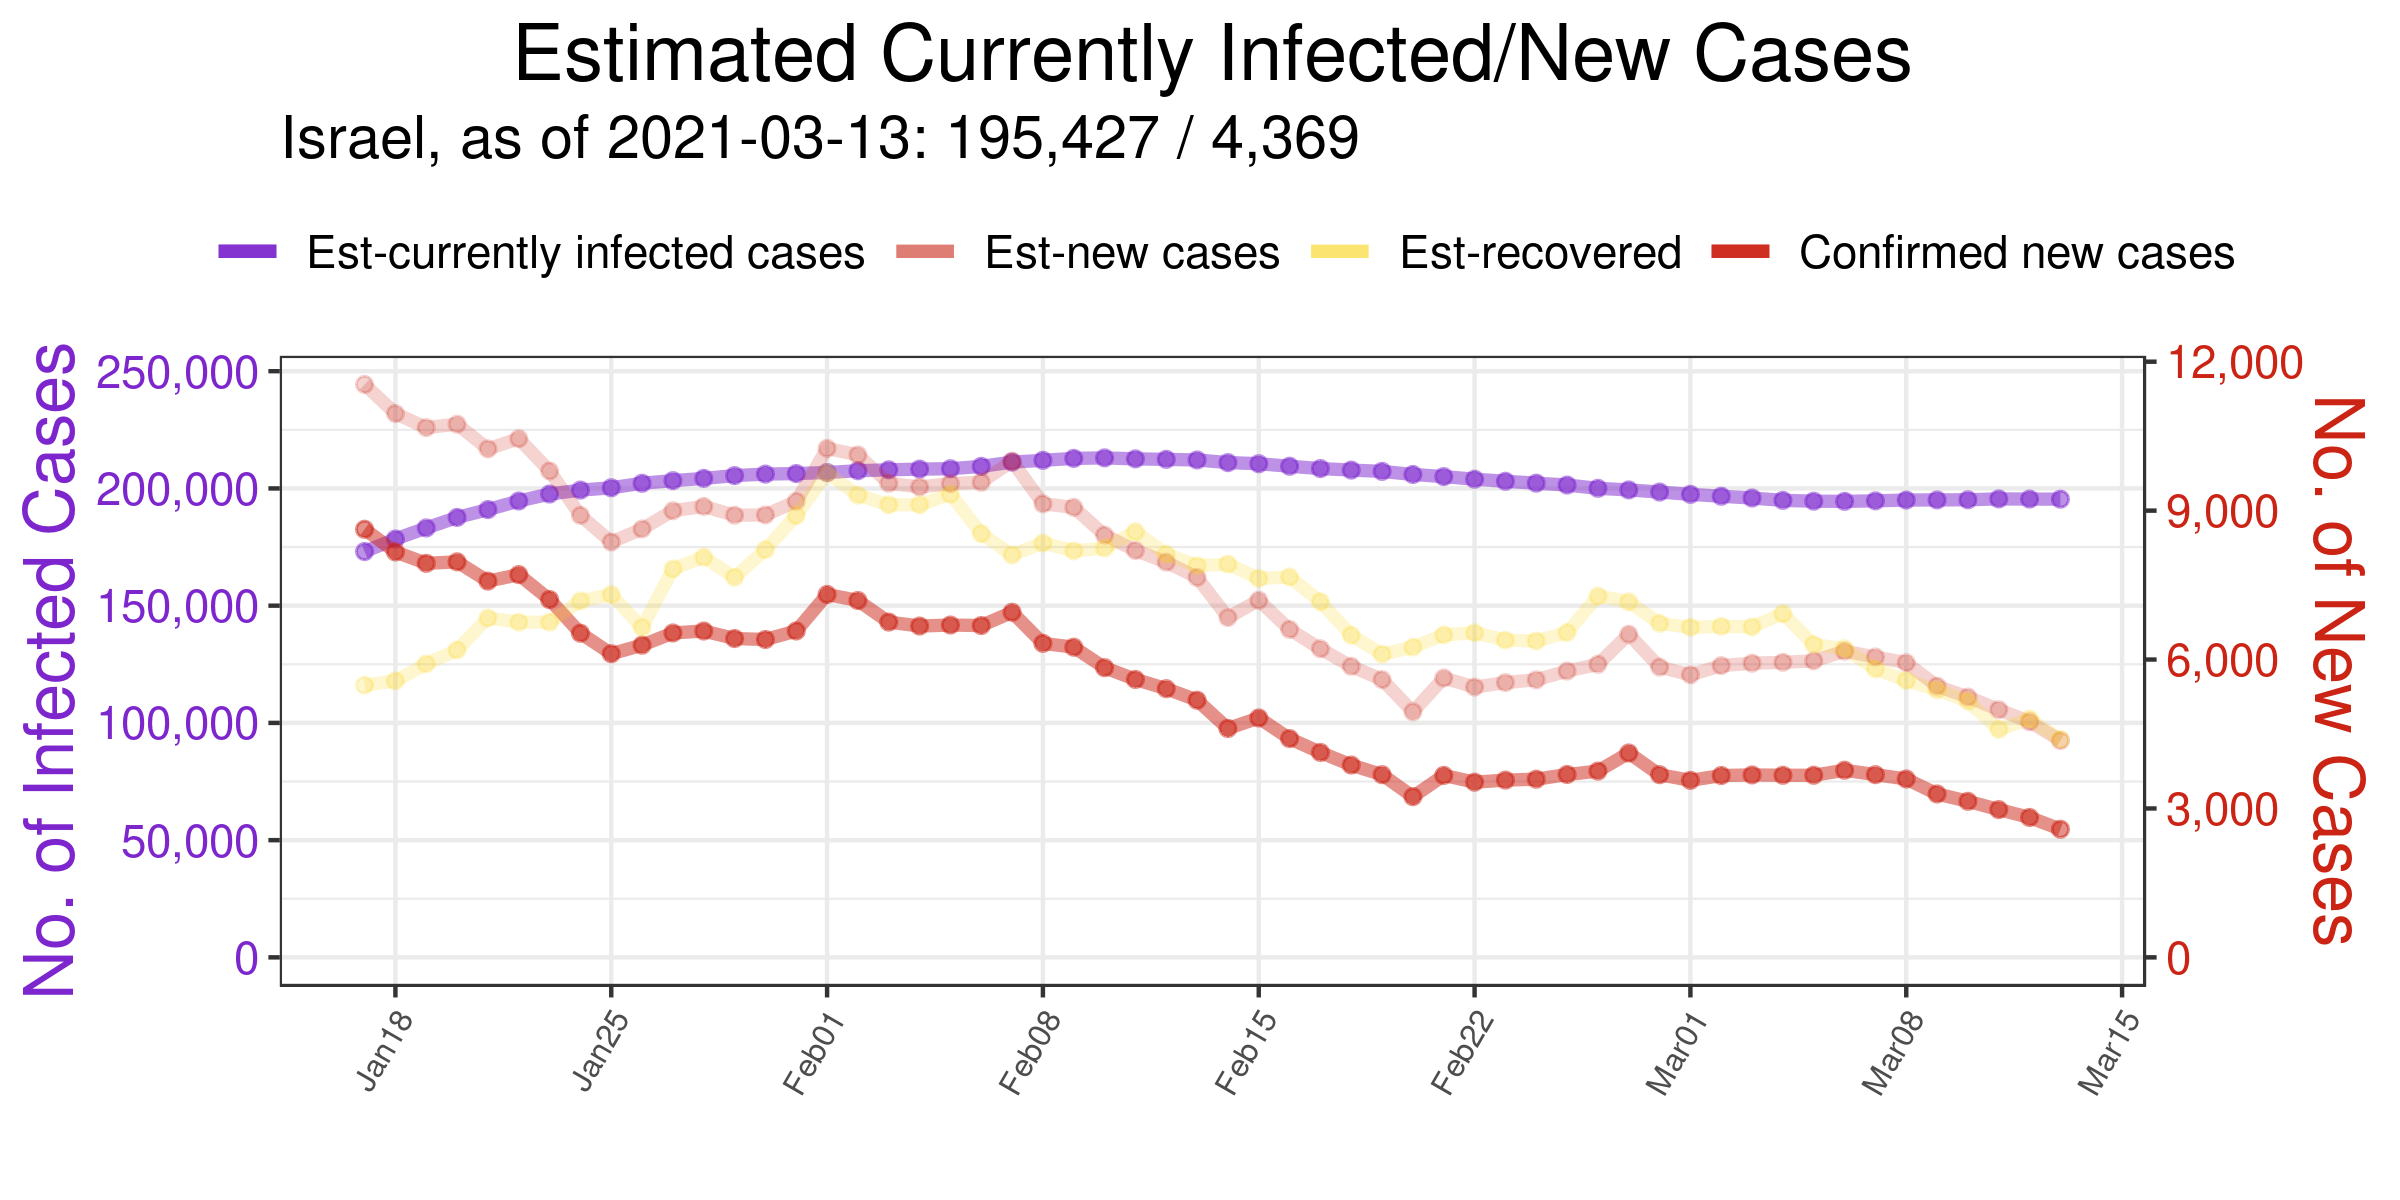 Estimated Currently Infected/New Cases
Israel, as of 2021-03-13: 195,427 / 4,369
Est-currently infected cases Est-new cases Est-recovered Confirmed new cases
No. of Infected Cases
250,000
200,000
150,000
100,000
50,000
0
12,000
9,000
6,000
3,000
0
No. of New Cases
Jan18 Jan25 Feb01 Feb08 Feb15 Feb22 Mar01 Mar08 Mar15